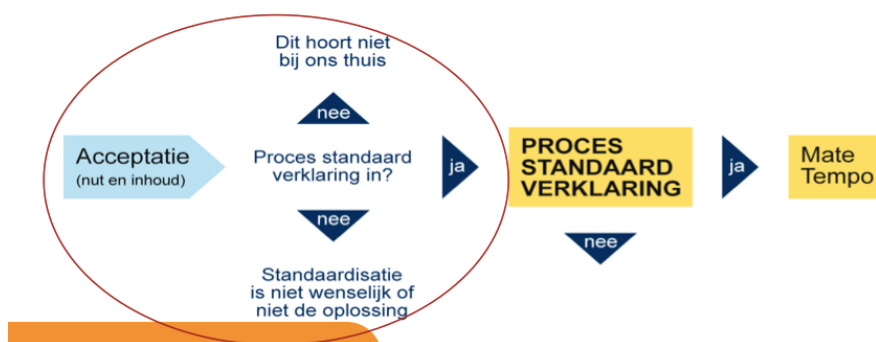 Dit hoort niet
bij ons thuis
nee
Acceptatie
(nut en inhoud)
Proces standaard
verklaring in?
ja
PROCES
STANDAARD
VERKLARING
ja
Mate
Tempo
nee
nee
Standaardisatie
is niet wenselijk of
niet de oplossing